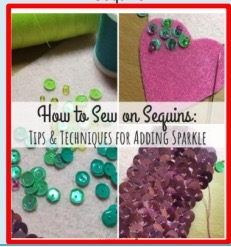 How to Sew on Sequins:
Tips & Techniques for Adding Sparkle